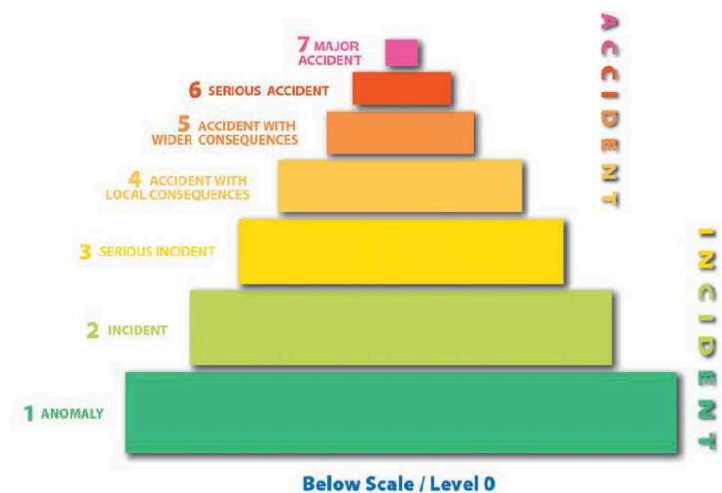 7 MAJOR
ACCIDENT
6 SERIOUS ACCIDENT
5 ACCIDENT WITH
WIDER CONSEQUENCES
4 ACCIDENT WITH
LOCAL CONSEQUENCES
3 SERIOUS INCIDENT
2 INCIDENT
1 ANOMALY
Below Scale / Level 0
ACCIDENT
INCIDENT